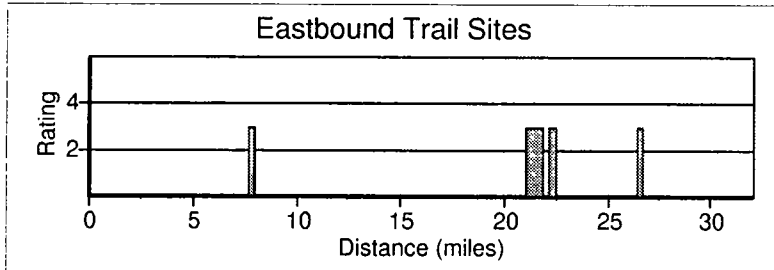 Eastbound Trail Sites
Rating
4
2
0 5 10 15 20 25 30
Distance (miles)